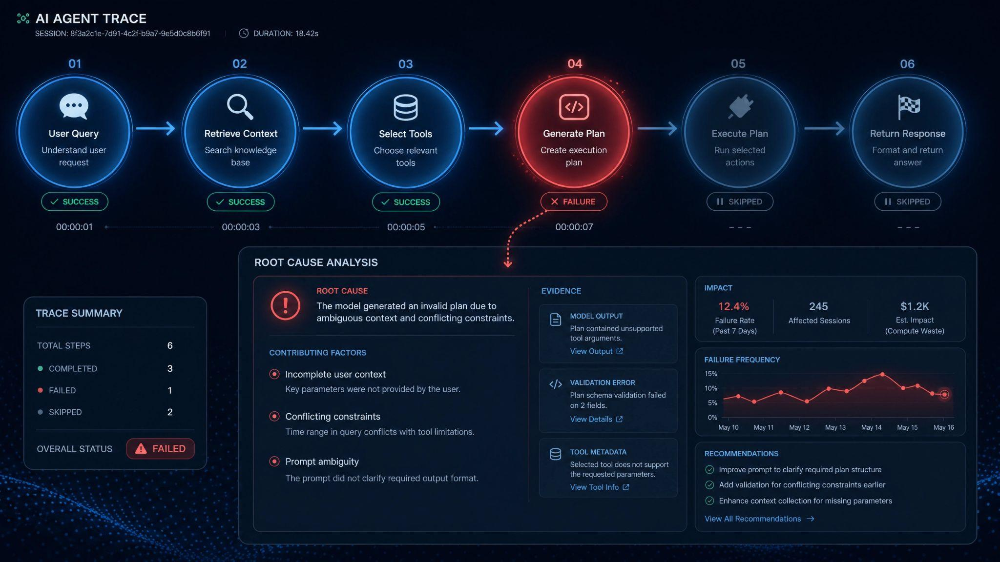 AI AGENT TRACE
SESSION: 8f3a2c1e-7d91-4c2f-b9a7-9e5d0c8b6f91
DURATION: 18.42s
01
User Query
Understand user
request
SUCCESS
00:00:01
02
Retrieve Context
Search knowledge
base
SUCCESS
00:00:03
03
Select Tools
Choose relevant
tools
SUCCESS
00:00:05
04
Generate Plan
Create execution
plan
FAILURE
00:00:07
05
Execute Plan
Run selected
actions
SKIPPED
---
06
Return Response
Format and return
answer
SKIPPED
---
TRACE SUMMARY
TOTAL STEPS 6
COMPLETED 3
FAILED 1
SKIPPED 2
OVERALL STATUS FAILED
ROOT CAUSE ANALYSIS
ROOT CAUSE
The model generated an invalid plan due to
ambiguous context and conflicting constraints.
CONTRIBUTING FACTORS
Incomplete user context
Key parameters were not provided by the user.
Conflicting constraints
Time range in query conflicts with tool limitations.
Prompt ambiguity
The prompt did not clarify required output format.
EVIDENCE
MODEL OUTPUT
Plan contained unsupported
tool arguments.
View Output
VALIDATION ERROR
Plan schema validation failed
on 2 fields.
View Details
TOOL METADATA
Selected tool does not support
the requested parameters.
View Tool Info
IMPACT
12.4%
Failure Rate
(Past 7 Days)
245
Affected Sessions
$1.2K
Est. Impact
(Compute Waste)
FAILURE FREQUENCY
15%
10%
5%
0%
May 10 May 11 May 12 May 13 May 14 May 15 May 16
RECOMMENDATIONS
Improve prompt to clarify required plan structure
Add validation for conflicting constraints earlier
Enhance context collection for missing parameters
View All Recommendations